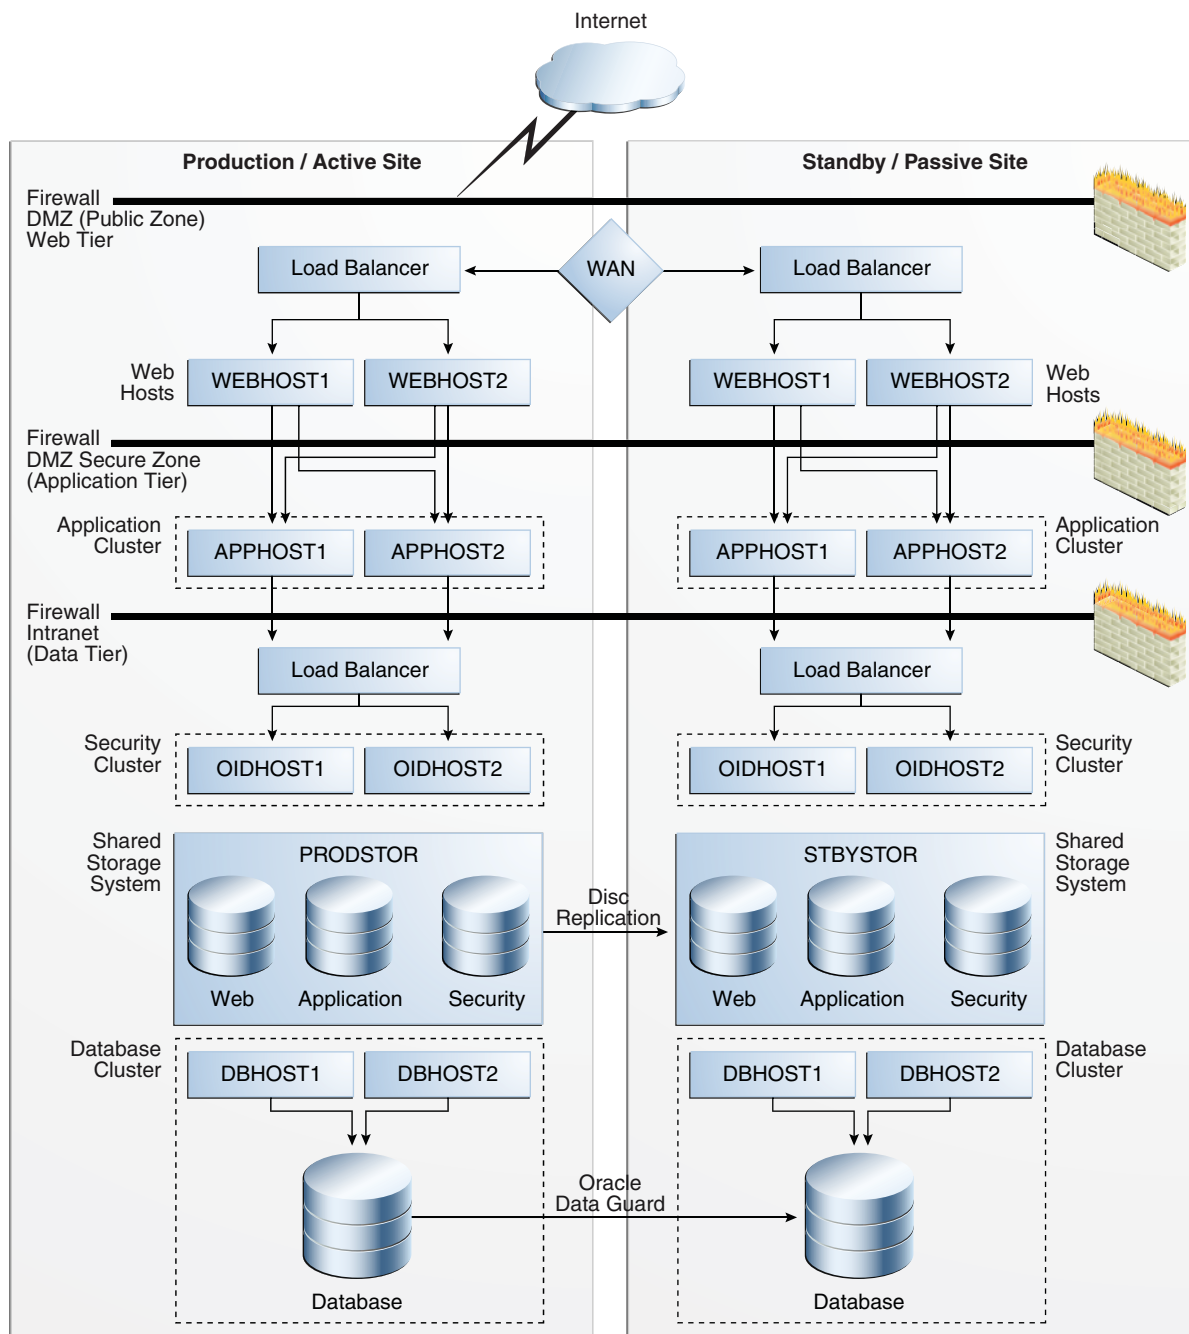 Internet
Production / Active Site
Standby / Passive Site
Firewall
DMZ (Public Zone)
Web Tier
Load Balancer
WAN
Load Balancer
Web
Hosts
WEBHOST1
WEBHOST2
WEBHOST1
WEBHOST2
Web
Hosts
Firewall
DMZ Secure Zone
(Application Tier)
Application
Cluster
APPHOST1
APPHOST2
APPHOST1
APPHOST2
Application
Cluster
Firewall
Intranet
(Data Tier)
Load Balancer
Load Balancer
Security
Cluster
OIDHOST1
OIDHOST2
OIDHOST1
OIDHOST2
Security
Cluster
Shared
Storage
System
PRODSTOR
Web
Application
Security
Disc
Replication
STBYSTOR
Web
Application
Security
Shared
Storage
System
Database
Cluster
DBHOST1
DBHOST2
DBHOST1
DBHOST2
Database
Cluster
Oracle
Data Guard
Database
Database